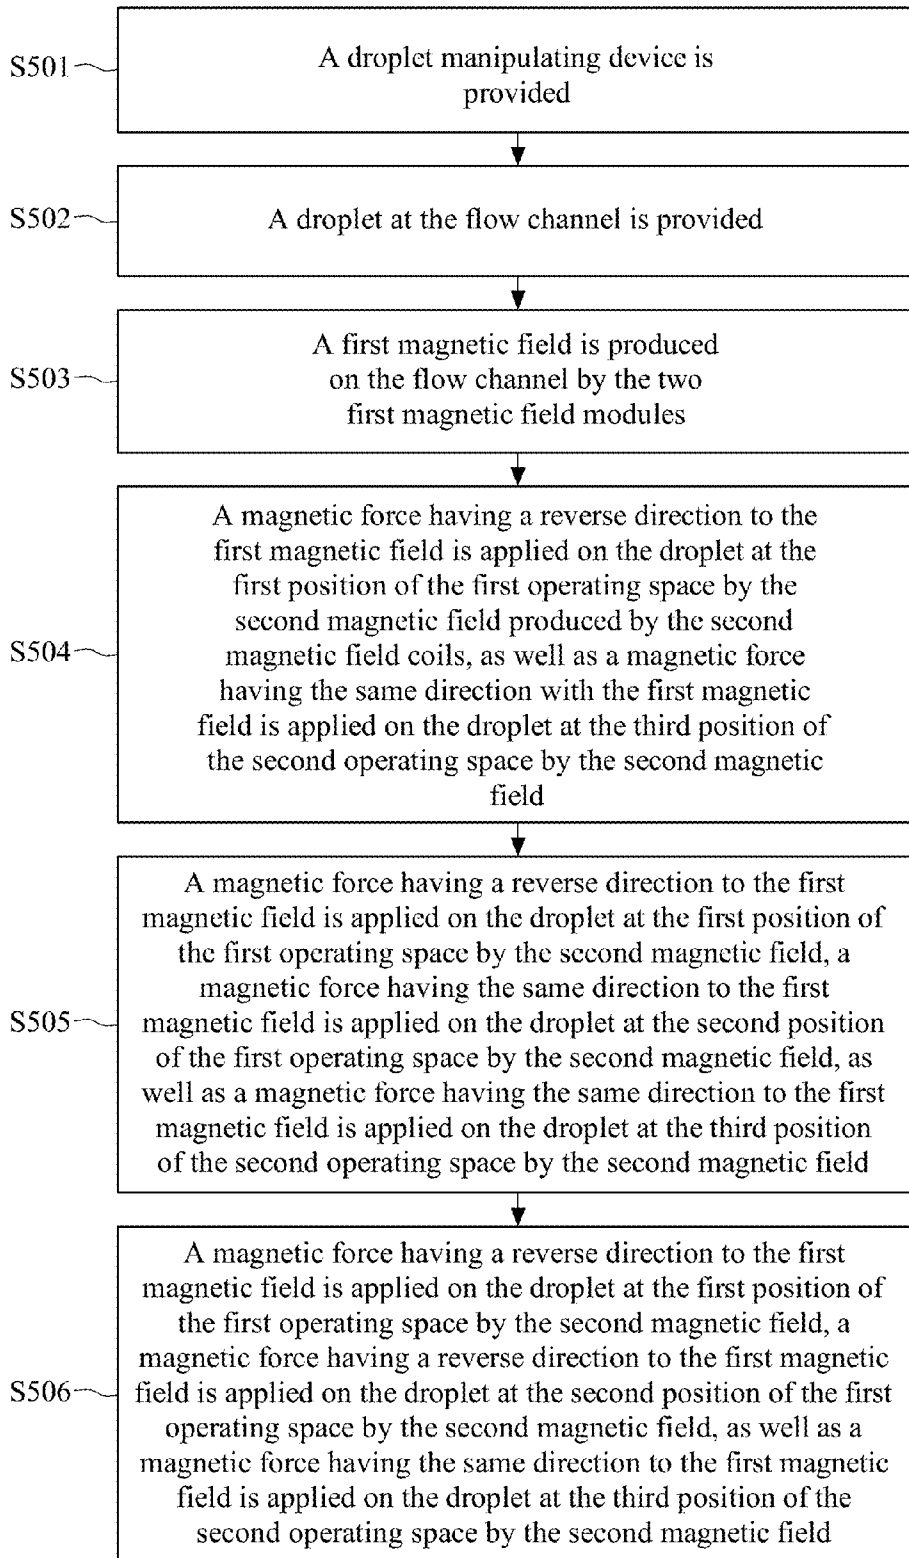 S501
A droplet manipulating device is
provided
S502
A droplet at the flow channel is provided
S503
A first magnetic field is produced
on the flow channel by the two
first magnetic field modules
S504
A magnetic force having a reverse direction to the
first magnetic field is applied on the droplet at the
first position of the first operating space by the
second magnetic field produced by the second
magnetic field coils, as well as a magnetic force
having the same direction with the first magnetic
field is applied on the droplet at the third position of
the second operating space by the second magnetic
field
S505
A magnetic force having a reverse direction to the first
magnetic field is applied on the droplet at the first position of
the first operating space by the second magnetic field, a
magnetic force having the same direction to the first
magnetic field is applied on the droplet at the second position
of the first operating space by the second magnetic field, as
well as a magnetic force having the same direction to the first
magnetic field is applied on the droplet at the third position
of the second operating space by the second magnetic field
S506
A magnetic force having a reverse direction to the first
magnetic field is applied on the droplet at the first position of
the first operating space by the second magnetic field, a
magnetic force having a reverse direction to the first magnetic
field is applied on the droplet at the second position of the first
operating space by the second magnetic field, as well as a
magnetic force having the same direction to the first magnetic
field is applied on the droplet at the third position of the
second operating space by the second magnetic field